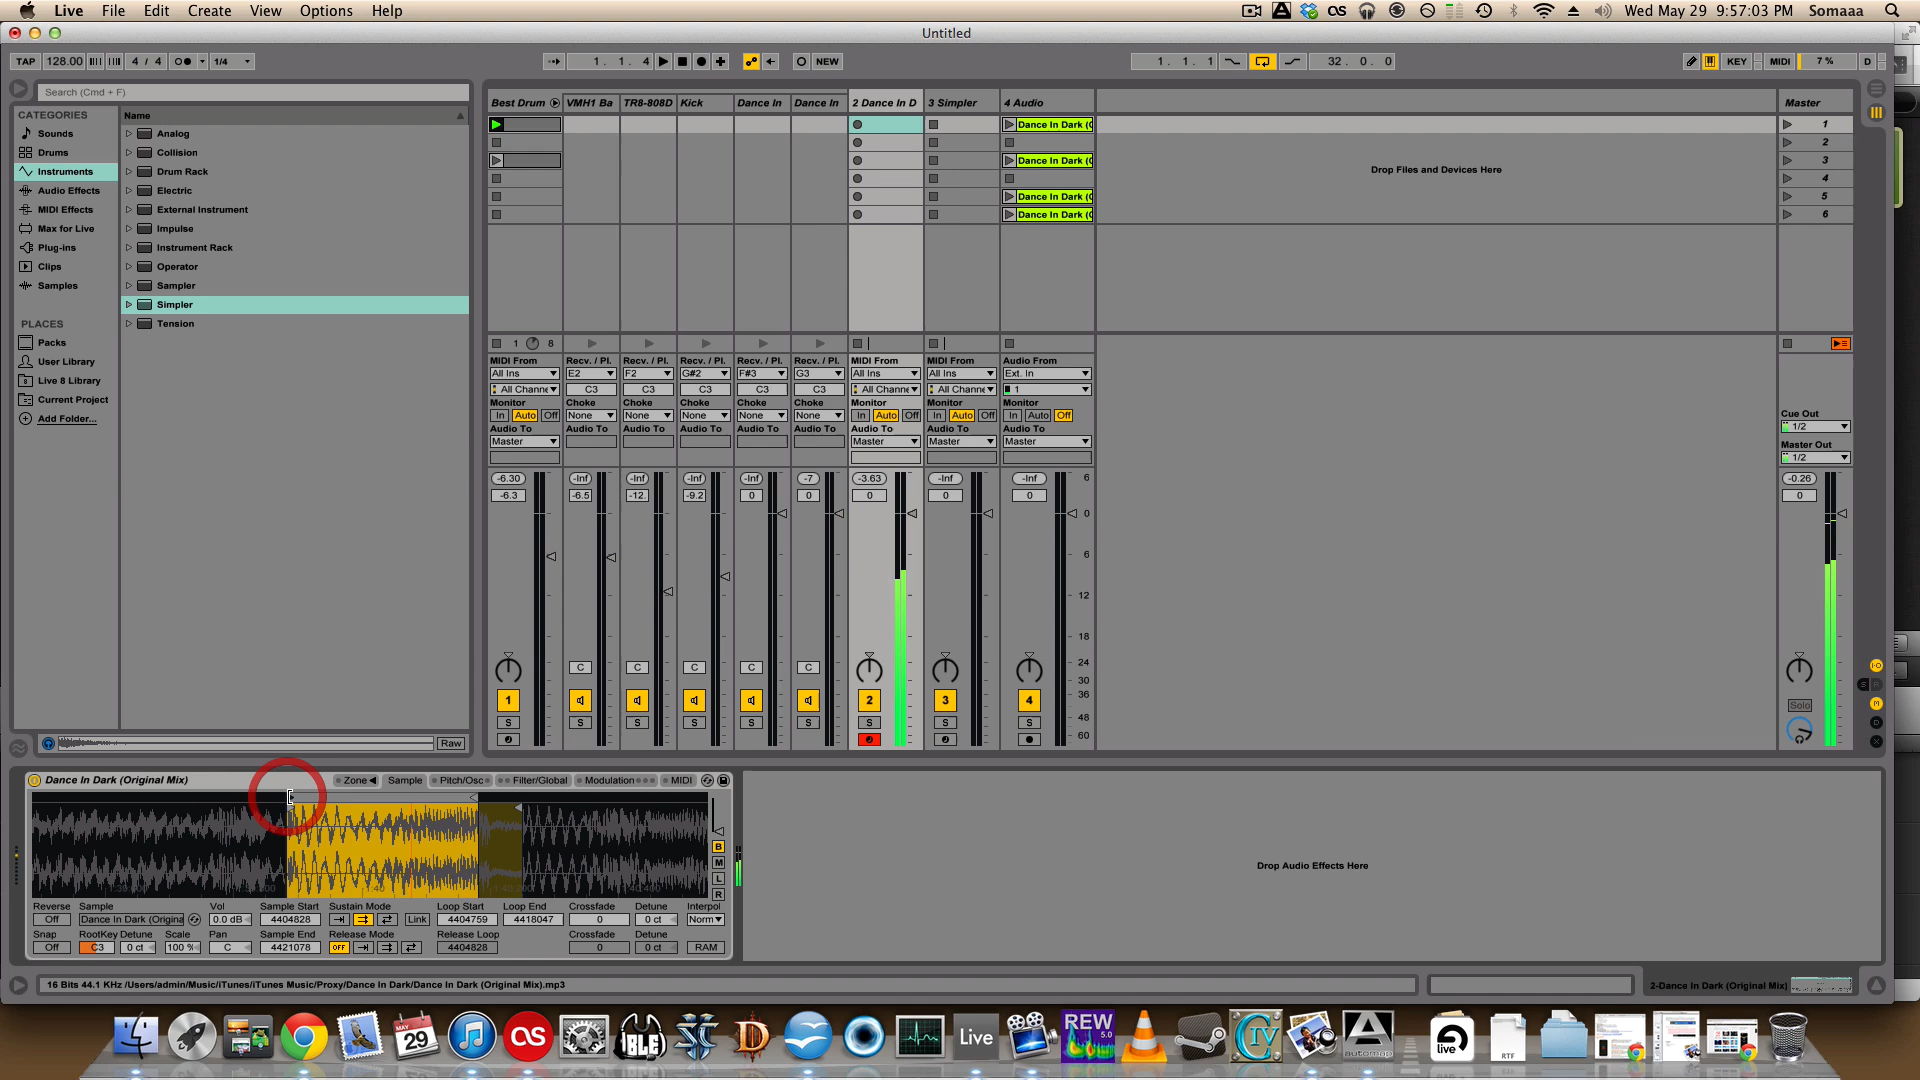 Live File Edit Create View Options Help
Wed May 29 9:57:03 PM Somaaa
Untitled
TAP 128.00 4 / 4 1/4
1. 1. 4 NEW
1. 1. 1 32. 0. 0
KEY MIDI 7 % D
Search (Cmd + F)
CATEGORIES
Sounds
Drums
Instruments
Audio Effects
MIDI Effects
Max for Live
Plug-ins
Clips
Samples
PLACES
Packs
User Library
Live 8 Library
Current Project
Add Folder...
Name
Analog
Collision
Drum Rack
Electric
External Instrument
Impulse
Instrument Rack
Operator
Sampler
Simpler
Tension
Raw
Best Drum VMH1 Ba TR8-808D Kick Dance In Dance In 2 Dance In D 3 Simpler 4 Audio Master
Dance In Dark (O 1
2
Dance In Dark (O 3
4
Dance In Dark (O 5
Dance In Dark (O 6
Drop Files and Devices Here
1 8
MIDI From Recv. / Pl. Recv. / Pl. Recv. / Pl. Recv. / Pl. Recv. / Pl. MIDI From MIDI From Audio From
All Ins E2 F2 G#2 F#3 G3 All Ins All Ins Ext. In
All Channe C3 C3 C3 C3 C3 All Channe All Channe 1
Monitor Choke Choke Choke Choke Choke Monitor Monitor Monitor
In Auto Off None None None None None In Auto Off In Auto Off In Auto Off
Audio To Audio To Audio To Audio To Audio To Audio To Audio To Audio To Audio To
Master Master Master Master
Cue Out
1/2
Master Out
1/2
-6.30 -Inf -Inf -Inf -Inf -7 -3.63 -Inf -Inf 6 -0.26
-6.3 -6.5 -12. -9.2 0 0 0 0 0 0
0
6
12
18
24
30
36
48
60
C C C C C
1 2 3 4 Solo
S S S S S S S S S
Dance In Dark (Original Mix) Zone Sample Pitch/Osc Filter/Global Modulation MIDI
B
M
L
R
Reverse Sample Vol Sample Start Sustain Mode Loop Start Loop End Crossfade Detune Interpol
Off Dance In Dark (Origina 0.0 dB 4404828 Link 4404759 4418047 0 0 ct Norm
Snap RootKey Detune Scale Pan Sample End Release Mode Release Loop Crossfade Detune
Off C3 0 ct 100 % C 4421078 OFF 4404828 0 0 ct RAM
Drop Audio Effects Here
16 Bits 44.1 KHz /Users/admin/Music/iTunes/iTunes Music/Proxy/Dance In Dark/Dance In Dark (Original Mix).mp3
2-Dance In Dark (Original Mix)
MAY
29
Live
REW
5.0
automap
live
RTF